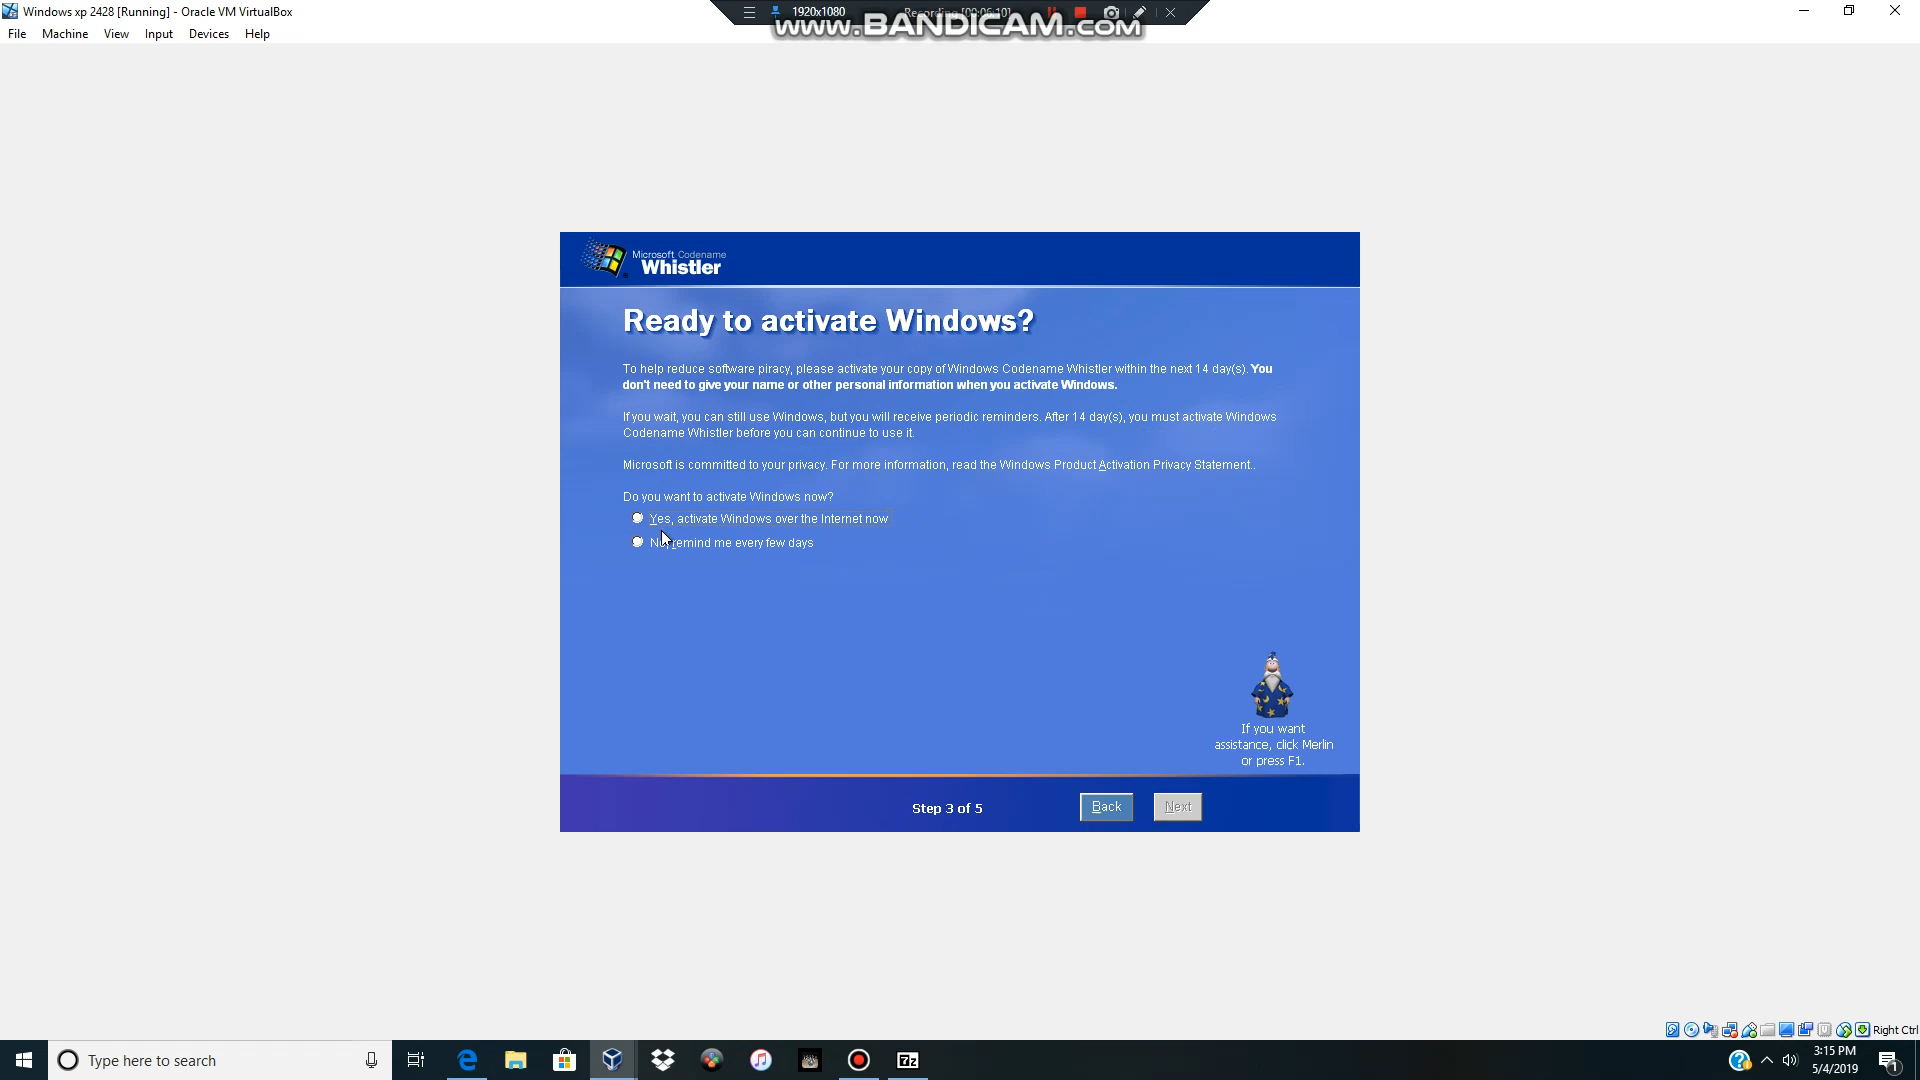 Windows xp 2428 [Running] - Oracle VM VirtualBox
1920x1080
Recording [00:06:10]
www.BANDICAM.com
File Machine View Input Devices Help
Microsoft Codename
Whistler
Ready to activate Windows?
To help reduce software piracy, please activate your copy of Windows Codename Whistler within the next 14 day(s). You
don't need to give your name or other personal information when you activate Windows.
If you wait, you can still use Windows, but you will receive periodic reminders. After 14 day(s), you must activate Windows
Codename Whistler before you can continue to use it.
Microsoft is committed to your privacy. For more information, read the Windows Product Activation Privacy Statement..
Do you want to activate Windows now?
Yes, activate Windows over the Internet now
No, remind me every few days
If you want
assistance, click Merlin
or press F1.
Step 3 of 5
Back
Next
Right Ctrl
Type here to search
7z
3:15 PM
5/4/2019
1